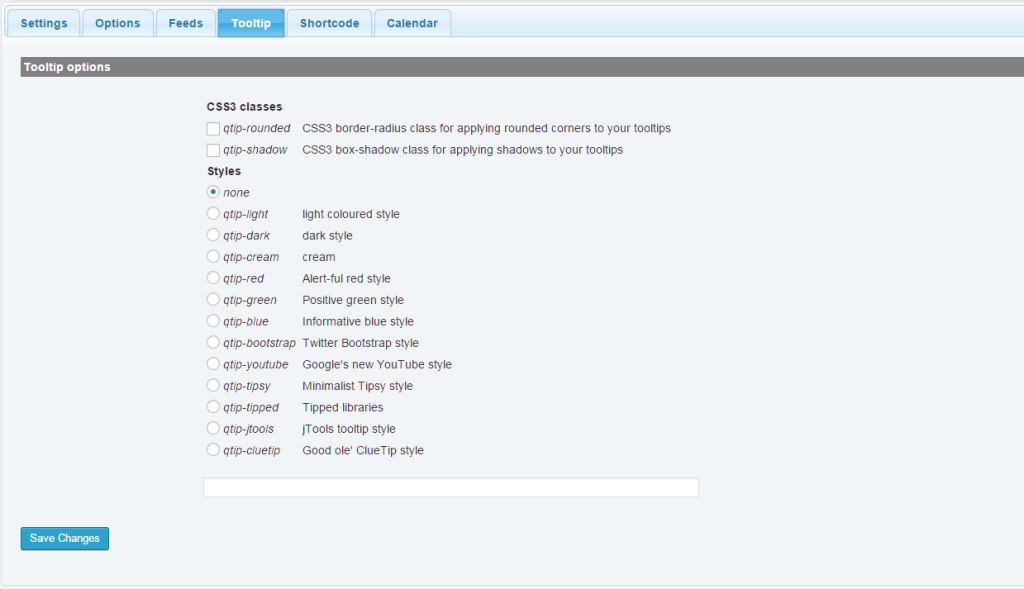 Settings Options Feeds Tooltip Shortcode Calendar
Tooltip options
CSS3 classes
qtip-rounded CSS3 border-radius class for applying rounded corners to your tooltips
qtip-shadow CSS3 box-shadow class for applying shadows to your tooltips
Styles
none
qtip-light light coloured style
qtip-dark dark style
qtip-cream cream
qtip-red Alert-ful red style
qtip-green Positive green style
qtip-blue Informative blue style
qtip-bootstrap Twitter Bootstrap style
qtip-youtube Google's new YouTube style
qtip-tipsy Minimalist Tipsy style
qtip-tipped Tipped libraries
qtip-jtools jTools tooltip style
qtip-cluetip Good ole' ClueTip style
Save Changes